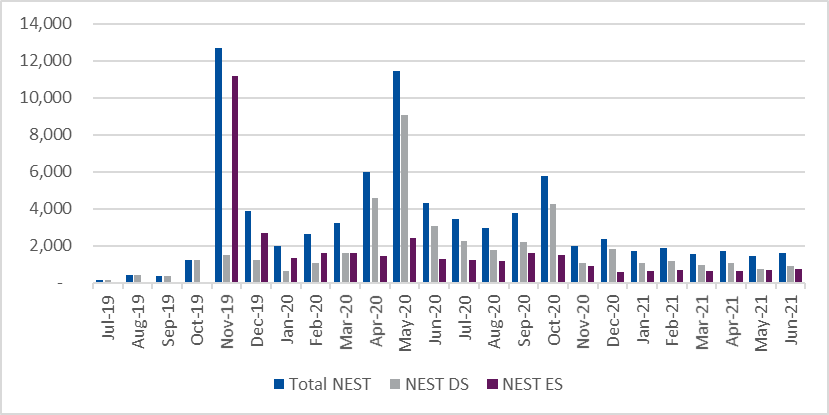 14,000
12,000
10,000
8,000
6,000
4,000
2,000
-
Jul-19
Aug-19
Sep-19
Oct-19
Nov-19
Dec-19
Jan-20
Feb-20
Mar-20
Apr-20
May-20
Jun-20
Jul-20
Aug-20
Sep-20
Oct-20
Nov-20
Dec-20
Jan-21
Feb-21
Mar-21
Apr-21
May-21
Jun-21
Total NEST NEST DS NEST ES